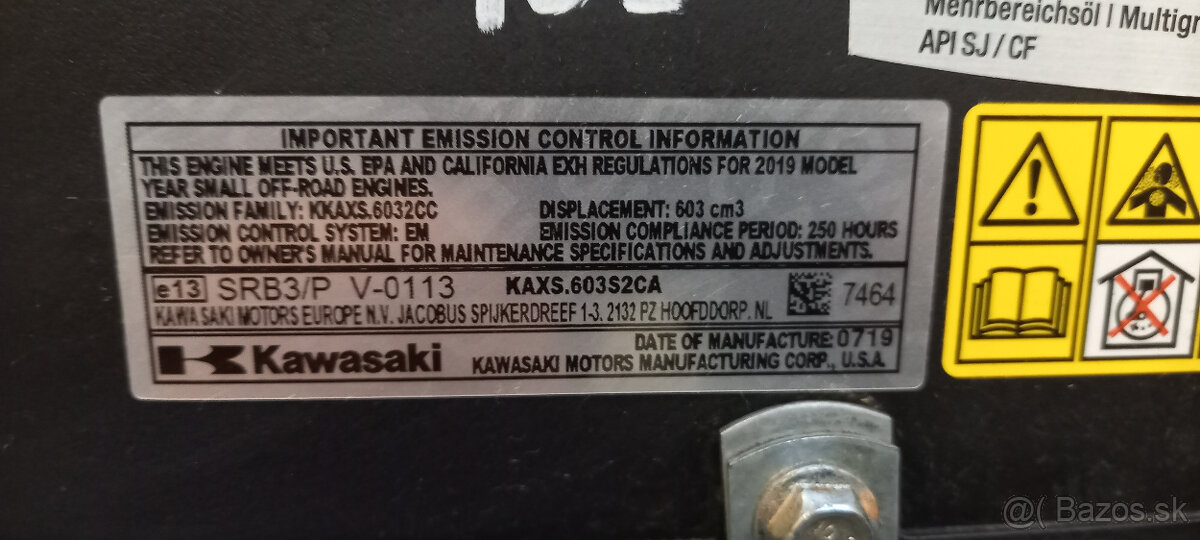 Mehrbereichsöl |
API SJ / CF
IMPORTANT EMISSION CONTROL INFORMATION
THIS ENGINE MEETS U.S. EPA AND CALIFORNIA EXH REGULATIONS FOR 2019 MODEL
YEAR SMALL OFF-ROAD ENGINES.
EMISSION FAMILY: KKAXS.6032CC DISPLACEMENT: 603 cm3
EMISSION CONTROL SYSTEM: EM EMISSION COMPLIANCE PERIOD: 250 HOURS
REFER TO OWNER'S MANUAL FOR MAINTENANCE SPECIFICATIONS AND ADJUSTMENTS.
e13 SRB3/P V-0113 KAXS.603S2CA 7464
KAWASAKI MOTORS EUROPE N.V. JACOBUS SPIJKERDREEF 1-3, 2132 PZ HOOFDDORP. NL
DATE OF MANUFACTURE: 0719
Kawasaki KAWASAKI MOTORS MANUFACTURING CORP., U.S.A.
@( Bazos.sk